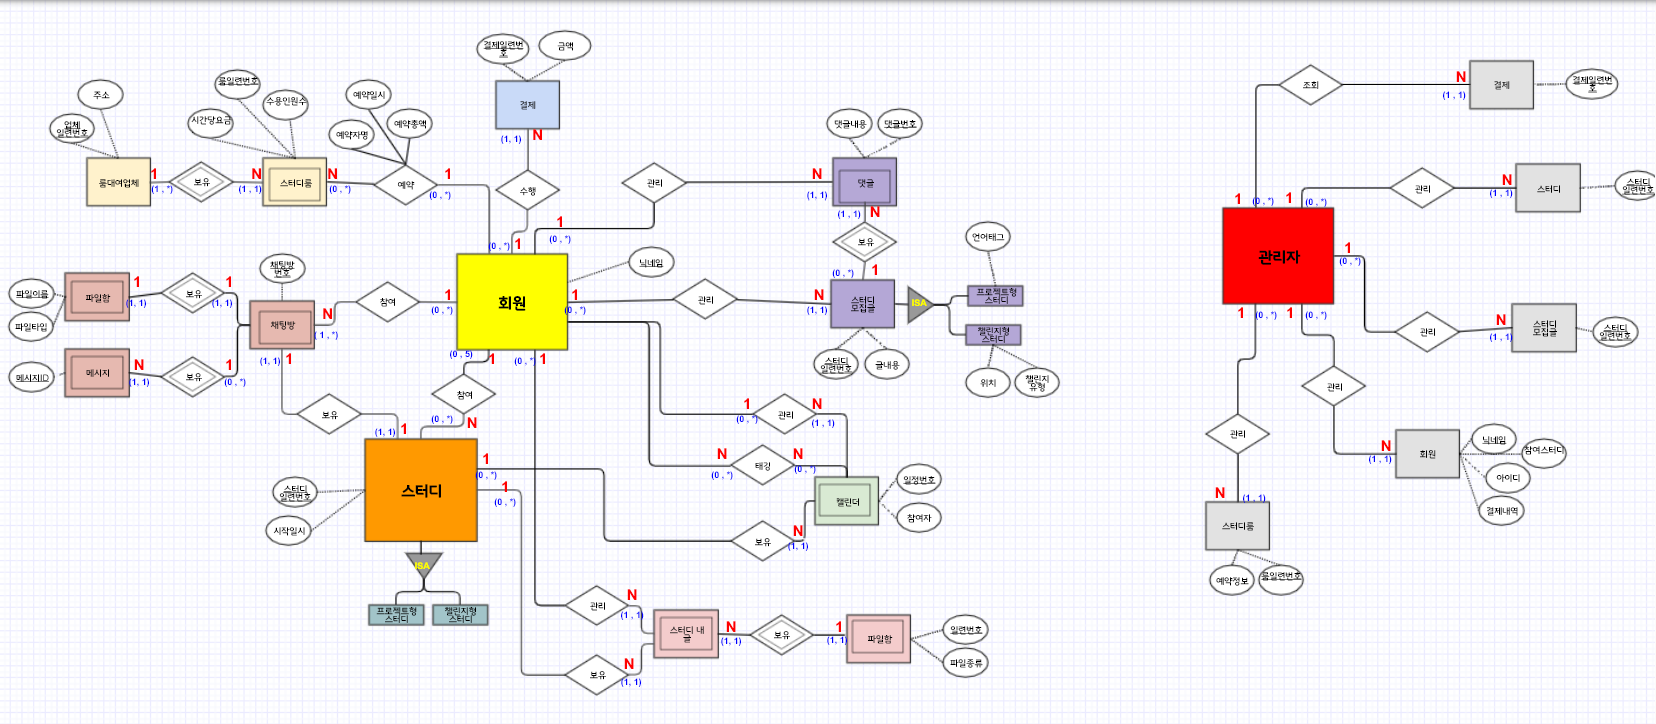 결제일련번
호
금액
결제
(1, 1)
N
수행
(0, *)
1
주소
업체
일련번호
룸대여업체
1
(1, *)
보유
N
(1, 1)
룸일련번호
시간당요금
수용인원수
스터디룸
N
(0, *)
예약일시
예약자명
예약총액
예약
1
(0, *)
관리
1
(0, *)
N
(1, 1)
댓글내용
댓글번호
댓글
(1, 1)
N
보유
(0, *)
1
닉네임
회원
1
(0, *)
관리
N
(1, 1)
스터디
모집글
ISA
언어태그
프로젝트형
스터디
챌린지형
스터디
위치
챌린지
유형
스터디
일련번호
글내용
파일이름
파일타입
파일함
1
(1, 1)
보유
1
(1, 1)
채팅방
번호
채팅방
N
(1, *)
참여
1
(0, *)
메시지ID
메시지
N
(1, 1)
보유
1
(0, *)
(1, 1)
1
보유
(1, 1)
1
(0, 5)
1
참여
(0, *)
N
(0, *)
1
스터디
스터디
일련번호
시작일시
ISA
프로젝트형
스터디
챌린지형
스터디
1
(0, *)
1
(0, *)
1
(0, *)
관리
N
(1, 1)
N
(0, *)
태깅
N
(0, *)
캘린더
일정번호
참여자
보유
N
(1, 1)
관리
N
(1, 1)
보유
N
(1, 1)
스터디 내
글
N
(1, 1)
보유
1
(1, 1)
파일함
일련번호
파일종류
조회
N
(1, 1)
결제
결제일련번
호
1
(0, *)
1
(0, *)
관리
N
(1, 1)
스터디
스터디
일련번호
관리자
1
(0, *)
관리
N
(1, 1)
스터디
모집글
스터디
일련번호
1
(0, *)
1
(0, *)
관리
N
(1, 1)
회원
닉네임
참여스터디
아이디
결제내역
관리
N
(1, 1)
스터디룸
예약정보
룸일련번호